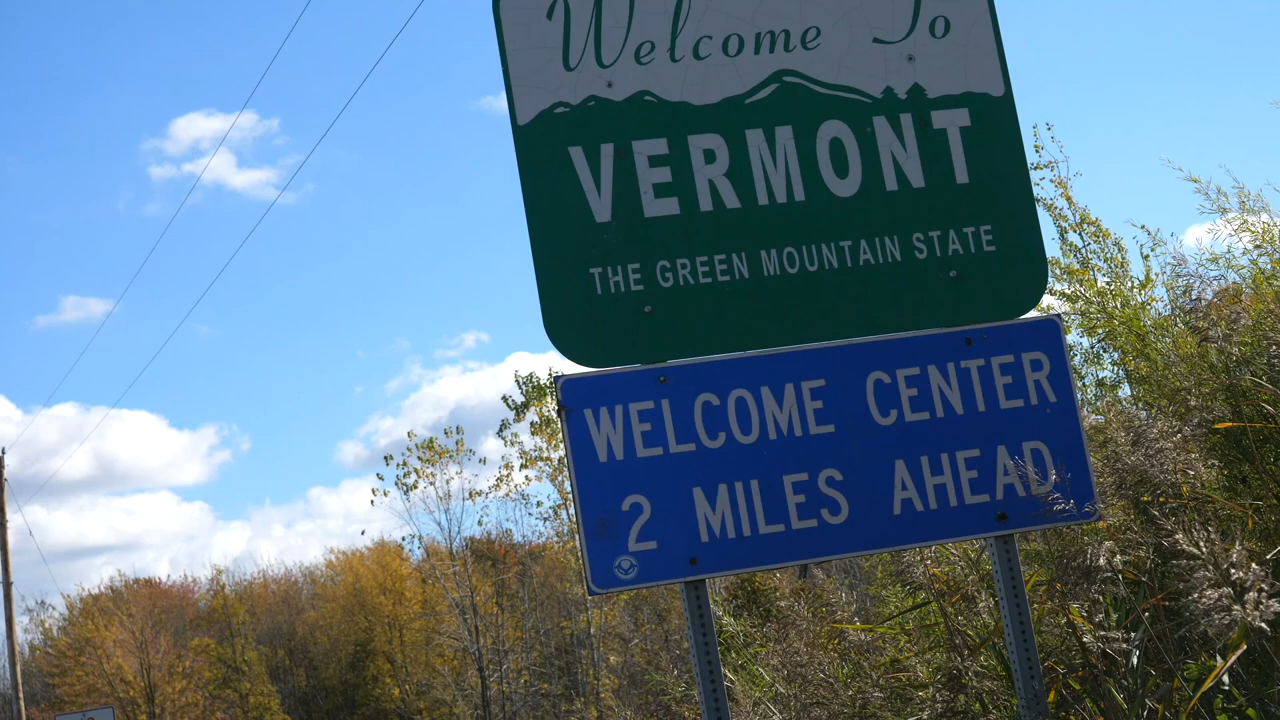 Welcome To
VERMONT
THE GREEN MOUNTAIN STATE
WELCOME CENTER
2 MILES AHEAD